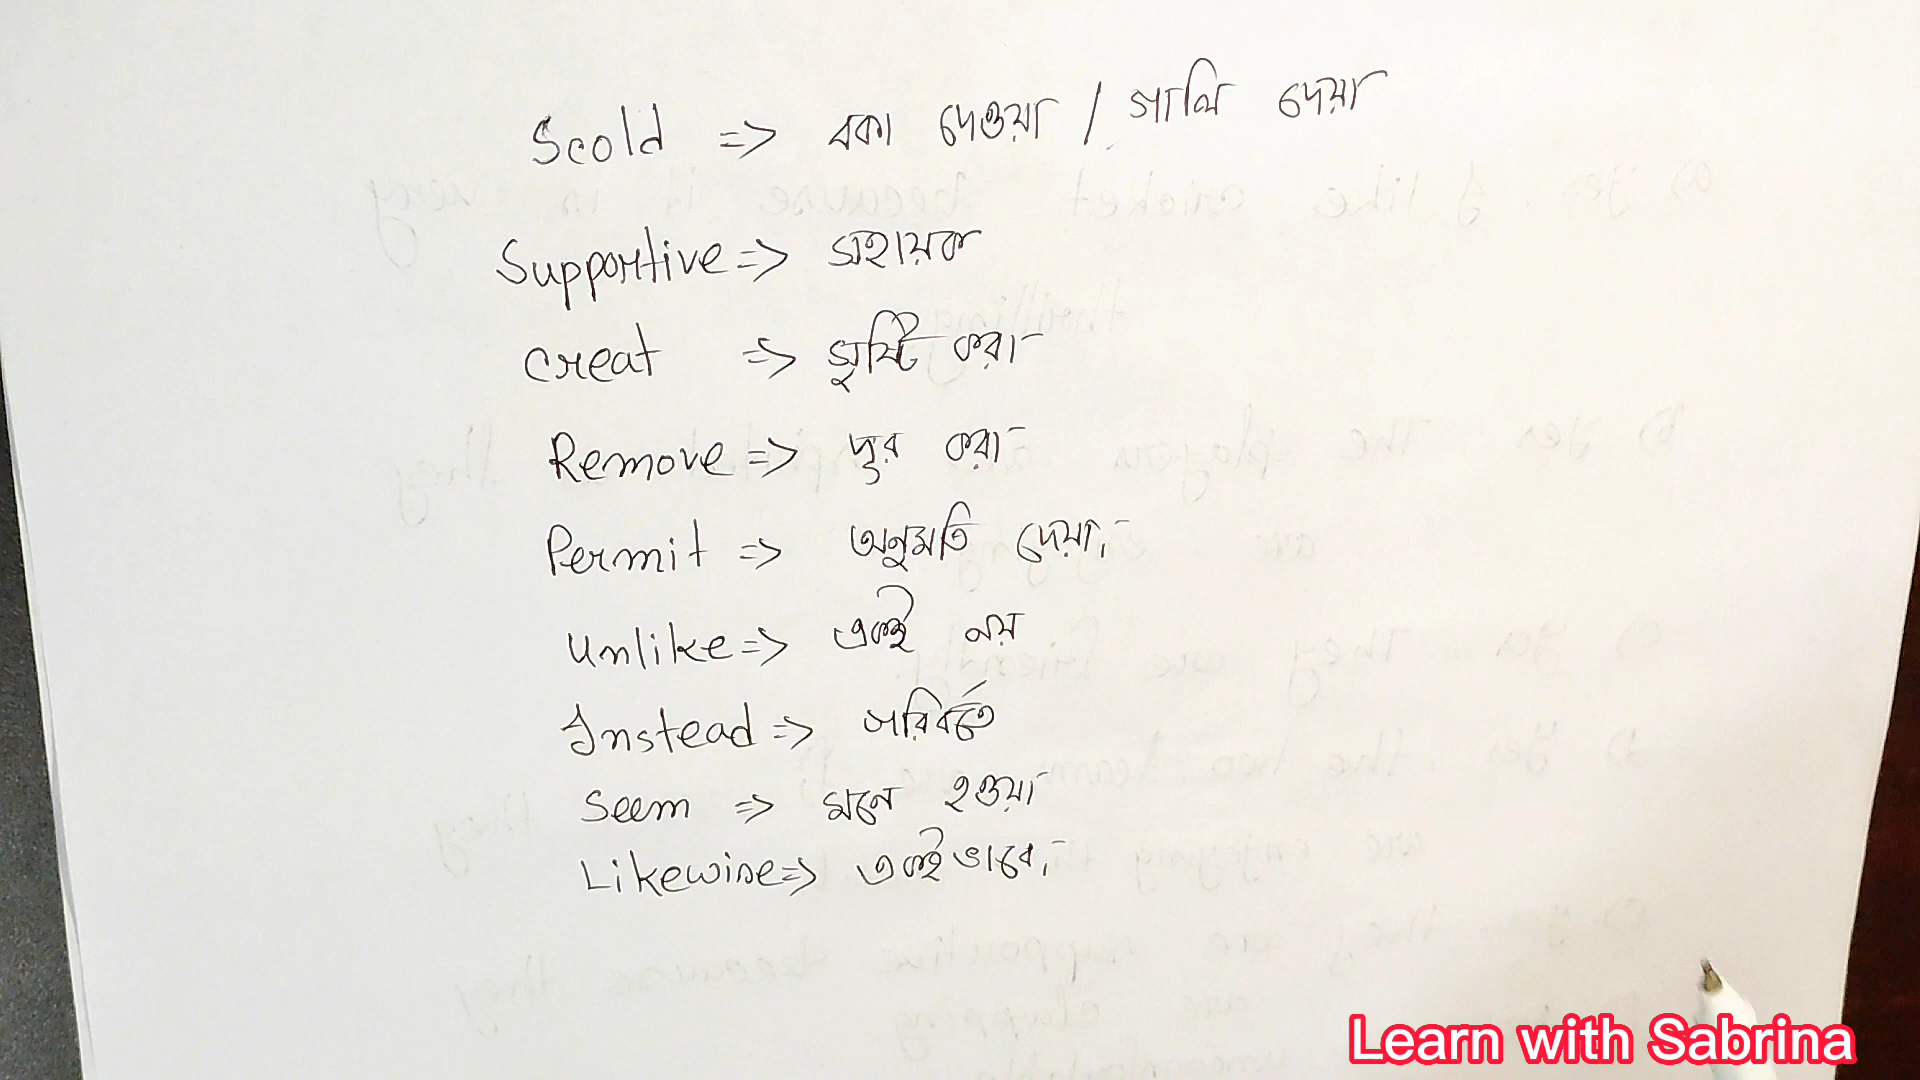 Scold => বকা দেওয়া / গালি দেয়া
Supportive => সহায়ক
Creat => সৃষ্টি করা
Remove => দুর করা
Permit => অনুমতি দেয়া,
Unlike => একই নয়
Instead => পরিবর্তে
Seem => মনে হওয়া
Likewise => একই ভাবে,
Learn with Sabrina